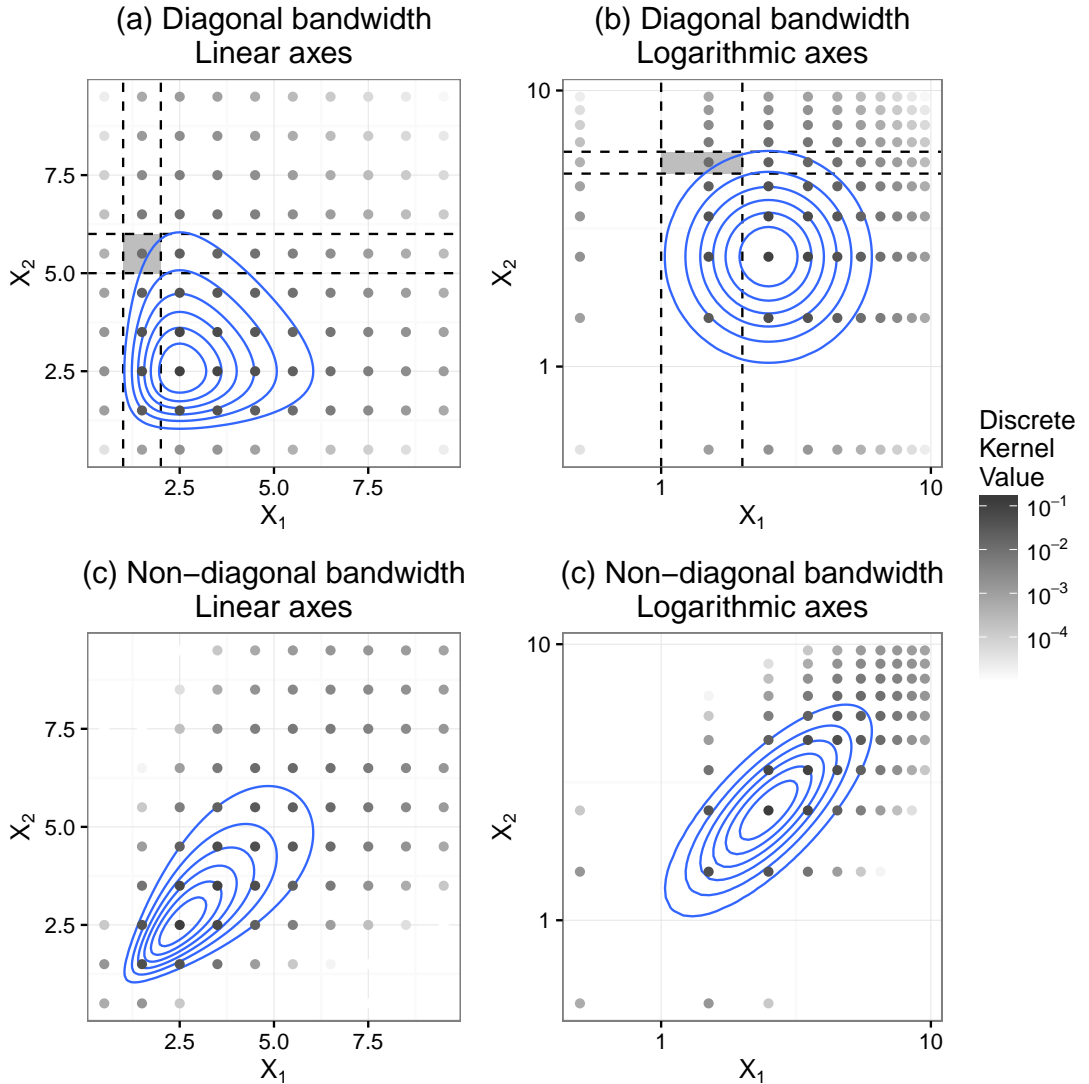 (a) Diagonal bandwidth
Linear axes
7.5
5.0
2.5
X₂
2.5 5.0 7.5
X₁
(b) Diagonal bandwidth
Logarithmic axes
10
1
X₂
1 10
X₁
(c) Non−diagonal bandwidth
Linear axes
7.5
5.0
2.5
X₂
2.5 5.0 7.5
X₁
(c) Non−diagonal bandwidth
Logarithmic axes
10
1
X₂
1 10
X₁
Discrete
Kernel
Value
10⁻¹
10⁻²
10⁻³
10⁻⁴